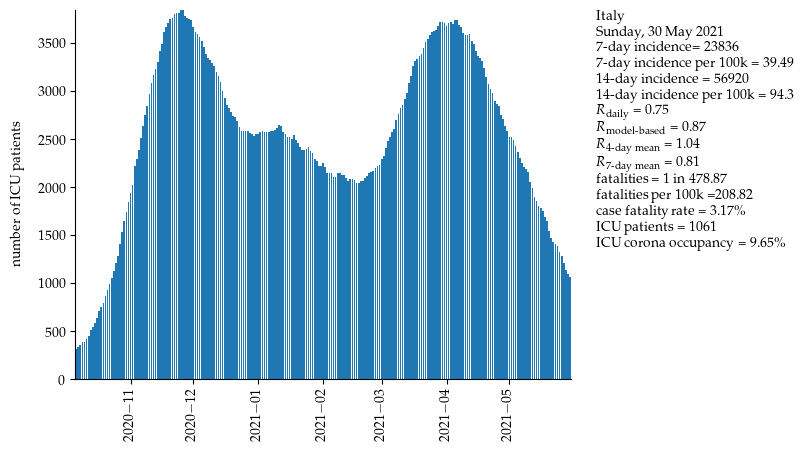 Italy
Sunday, 30 May 2021
7-day incidence= 23836
7-day incidence per 100k = 39.49
14-day incidence = 56920
14-day incidence per 100k = 94.3
R_daily = 0.75
R_model-based = 0.87
R_4-day mean = 1.04
R_7-day mean = 0.81
fatalities = 1 in 478.87
fatalities per 100k =208.82
case fatality rate = 3.17%
ICU patients = 1061
ICU corona occupancy = 9.65%
number of ICU patients
3500
3000
2500
2000
1500
1000
500
0
2020−11
2020−12
2021−01
2021−02
2021−03
2021−04
2021−05